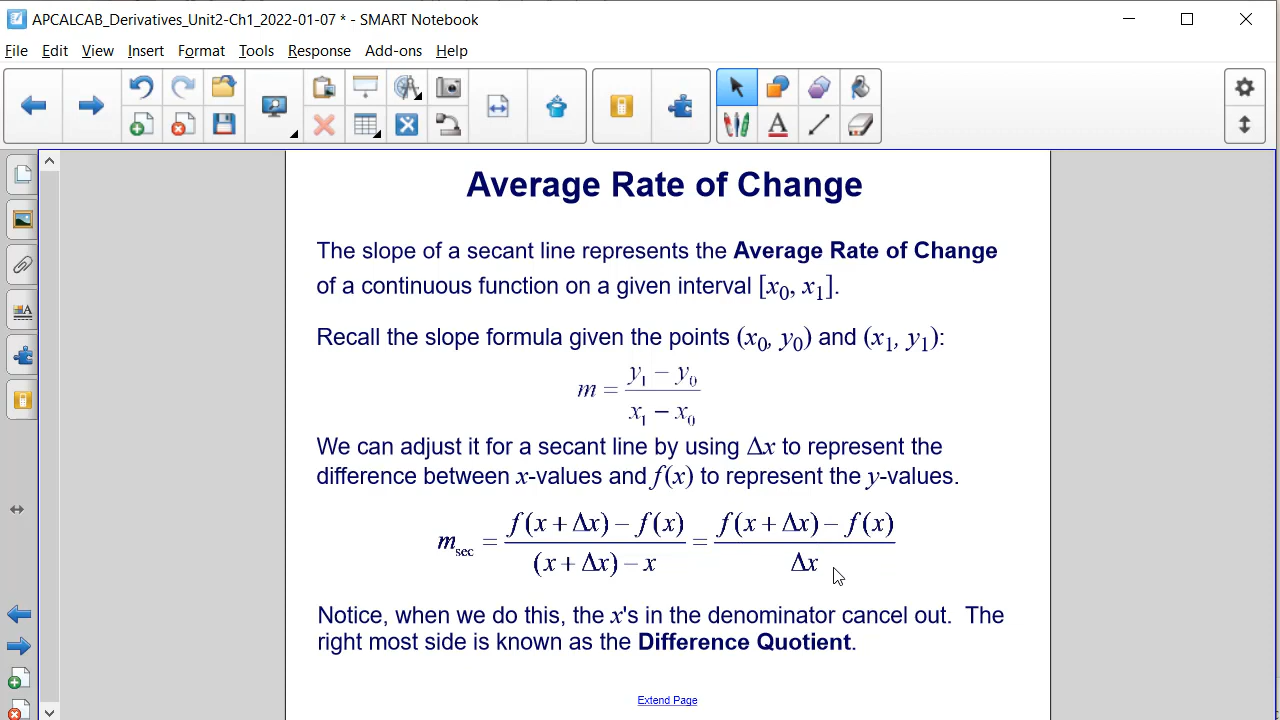 APCALCAB_Derivatives_Unit2-Ch1_2022-01-07 * - SMART Notebook
File Edit View Insert Format Tools Response Add-ons Help
Average Rate of Change
The slope of a secant line represents the Average Rate of Change
of a continuous function on a given interval [x₀, x₁].
Recall the slope formula given the points (x₀, y₀) and (x₁, y₁):
m = (y₁ − y₀) / (x₁ − x₀)
We can adjust it for a secant line by using Δx to represent the
difference between x-values and f(x) to represent the y-values.
m_sec = (f(x + Δx) − f(x)) / ((x + Δx) − x) = (f(x + Δx) − f(x)) / Δx
Notice, when we do this, the x's in the denominator cancel out. The
right most side is known as the Difference Quotient.
Extend Page